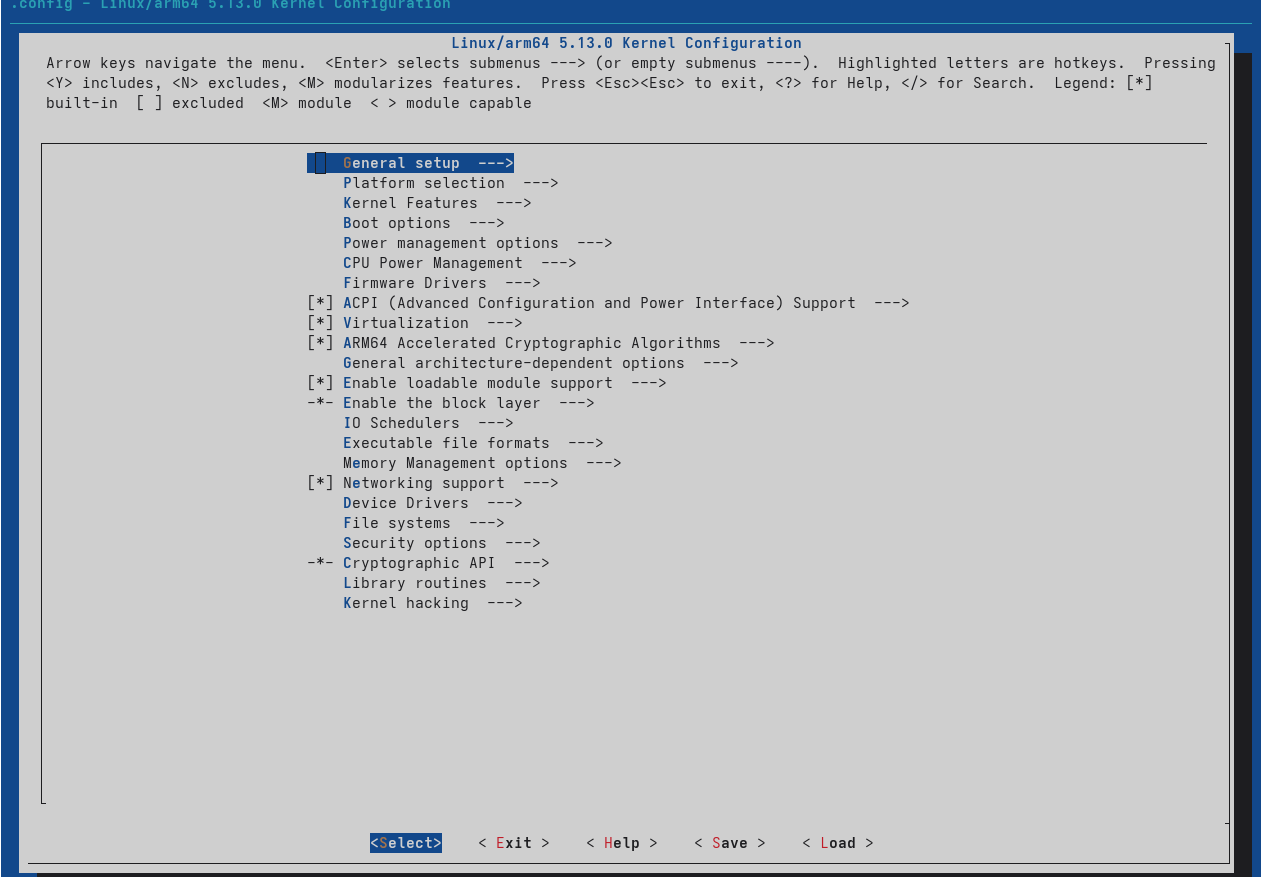 .config - Linux/arm64 5.13.0 Kernel Configuration
Linux/arm64 5.13.0 Kernel Configuration
Arrow keys navigate the menu.  <Enter> selects submenus ---> (or empty submenus ----).  Highlighted letters are hotkeys.  Pressing
<Y> includes, <N> excludes, <M> modularizes features.  Press <Esc><Esc> to exit, <?> for Help, </> for Search.  Legend: [*]
built-in  [ ] excluded  <M> module  < > module capable
General setup  --->
Platform selection  --->
Kernel Features  --->
Boot options  --->
Power management options  --->
CPU Power Management  --->
Firmware Drivers  --->
[*] ACPI (Advanced Configuration and Power Interface) Support  --->
[*] Virtualization  --->
[*] ARM64 Accelerated Cryptographic Algorithms  --->
General architecture-dependent options  --->
[*] Enable loadable module support  --->
-*- Enable the block layer  --->
IO Schedulers  --->
Executable file formats  --->
Memory Management options  --->
[*] Networking support  --->
Device Drivers  --->
File systems  --->
Security options  --->
-*- Cryptographic API  --->
Library routines  --->
Kernel hacking  --->
<Select>    < Exit >    < Help >    < Save >    < Load >